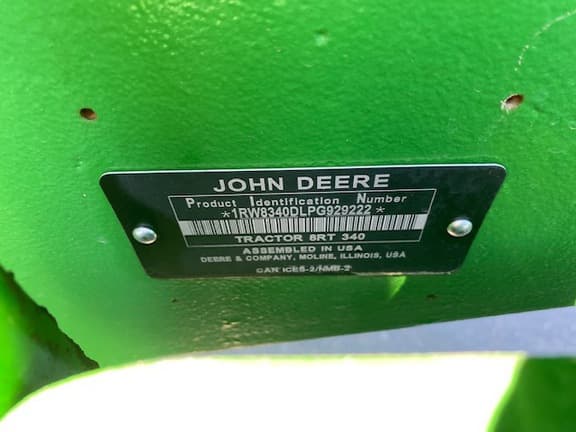 JOHN DEERE
Product Identification Number
*1RW8340DLPG929222*
TRACTOR 8RT 340
ASSEMBLED IN USA
DEERE & COMPANY, MOLINE, ILLINOIS, USA
CAN ICES-2/NMB-2